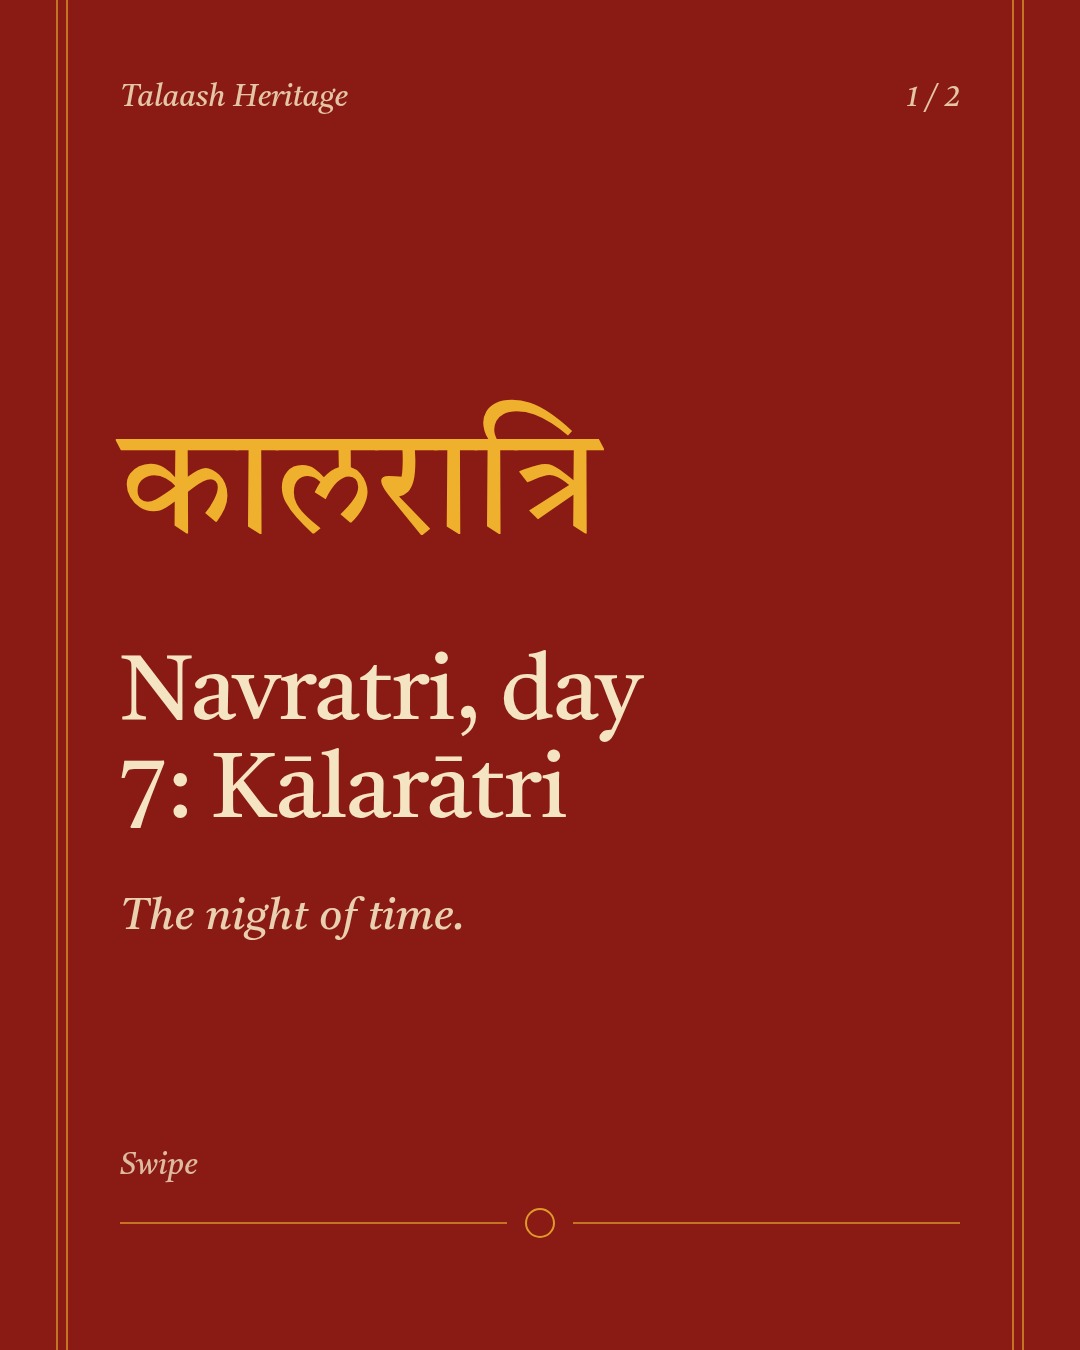 Talaash Heritage
1 / 2
कालरात्रि
Navratri, day
7: Kālarātri
The night of time.
Swipe